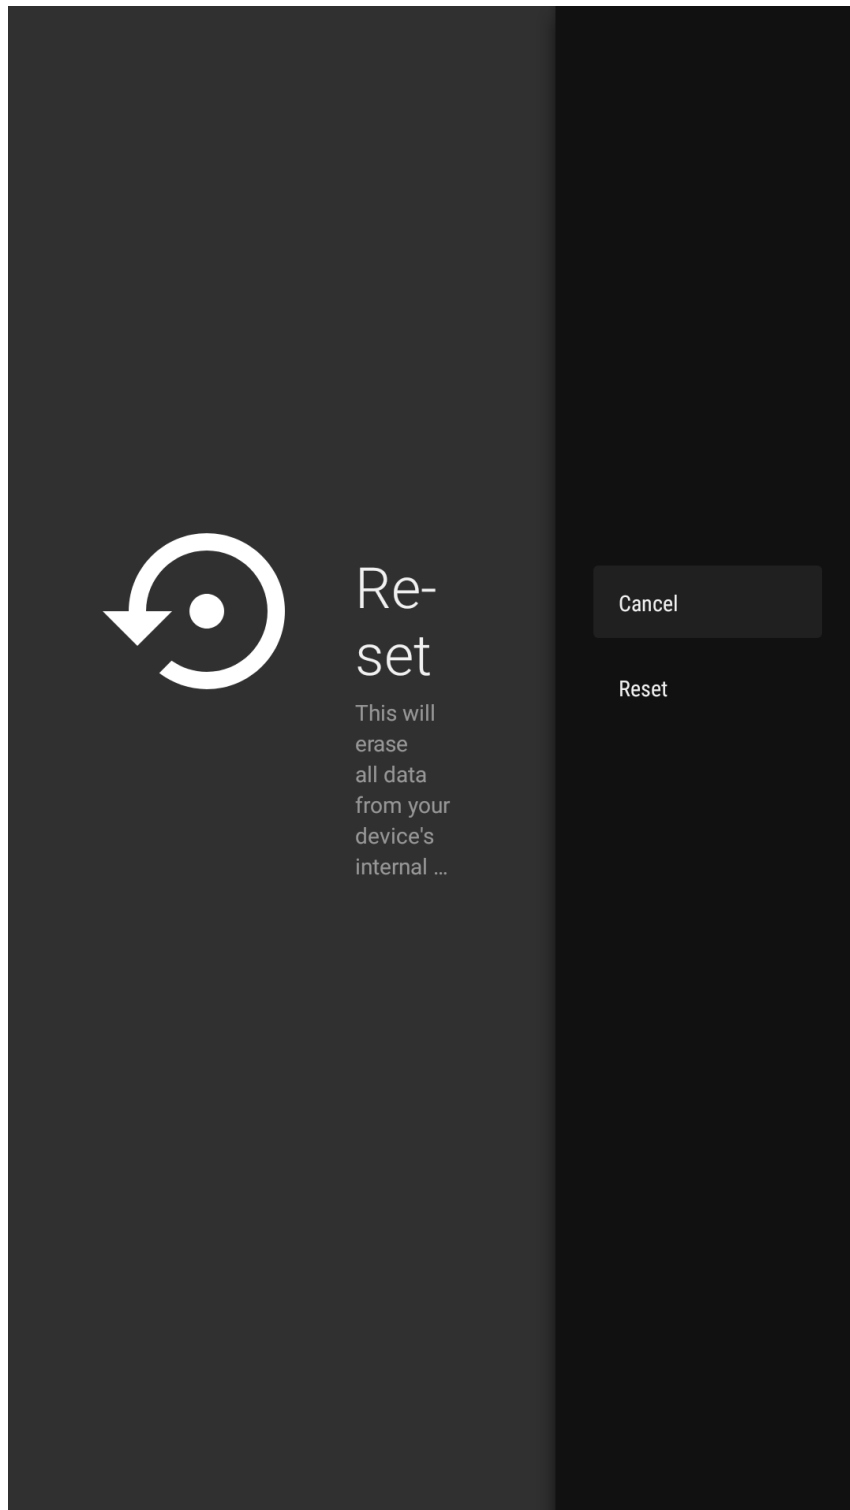 Re-
set
This will
erase
all data
from your
device's
internal …
Cancel
Reset